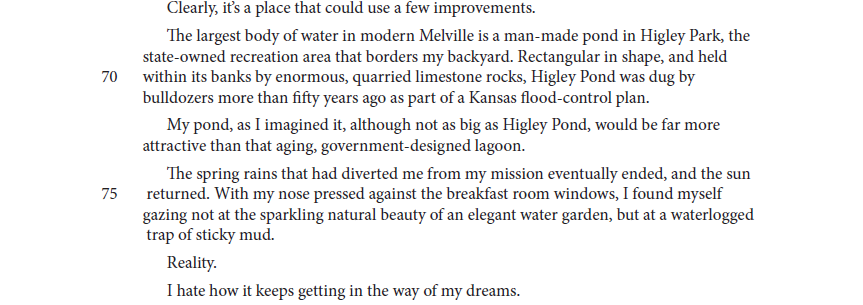 Clearly, it's a place that could use a few improvements.
The largest body of water in modern Melville is a man-made pond in Higley Park, the
state-owned recreation area that borders my backyard. Rectangular in shape, and held
70 within its banks by enormous, quarried limestone rocks, Higley Pond was dug by
bulldozers more than fifty years ago as part of a Kansas flood-control plan.
My pond, as I imagined it, although not as big as Higley Pond, would be far more
attractive than that aging, government-designed lagoon.
The spring rains that had diverted me from my mission eventually ended, and the sun
75 returned. With my nose pressed against the breakfast room windows, I found myself
gazing not at the sparkling natural beauty of an elegant water garden, but at a waterlogged
trap of sticky mud.
Reality.
I hate how it keeps getting in the way of my dreams.